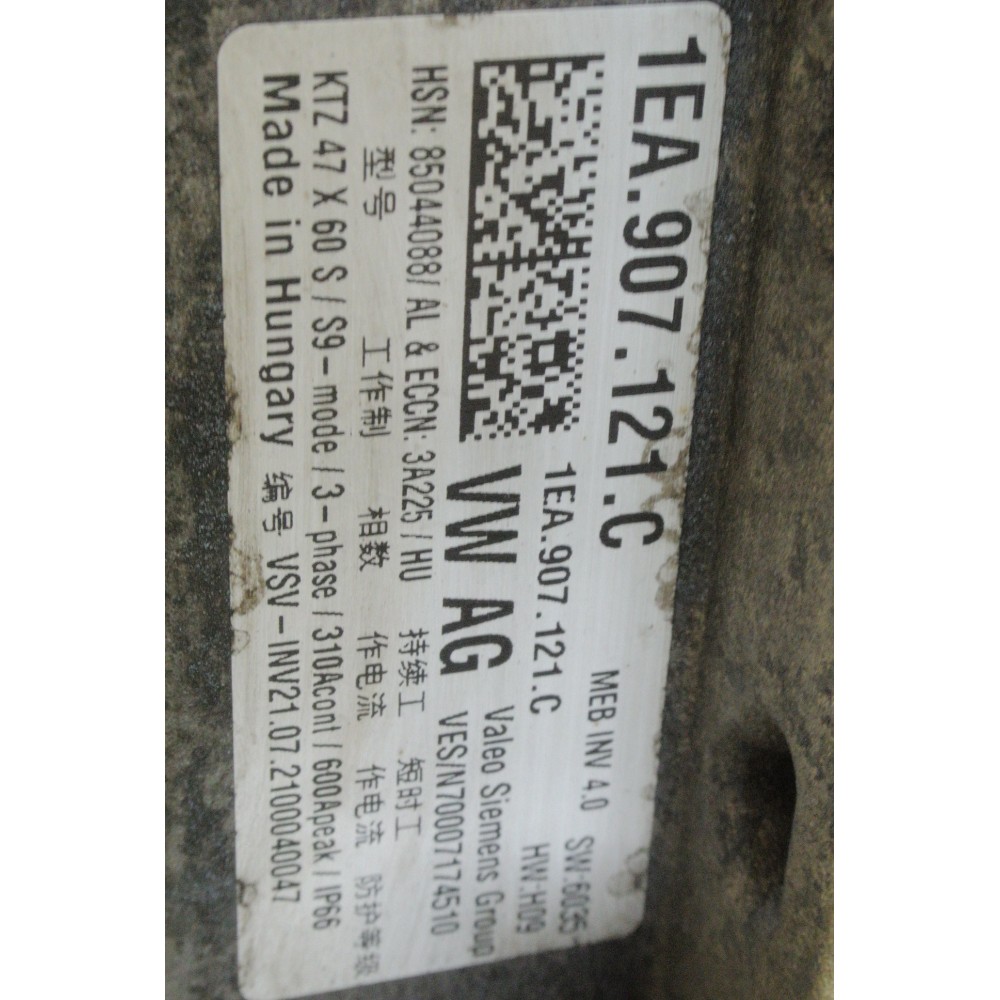 1EA.907.121.C
MEB INV 4.0 SW:6035
1EA.907.121.C HW:H09
VW AG Valeo Siemens Group
VES/N70007174510
HSN: 85044088/ AL & ECCN: 3A225 / HU
持续工 短时工
型号 工作制 相数 作电流 作电流 防护等级
KTZ 47 X 60 S / S9-mode / 3-phase / 310Acont / 600Apeak / IP66
Made in Hungary 编号 VSV-INV21.07.2100040047